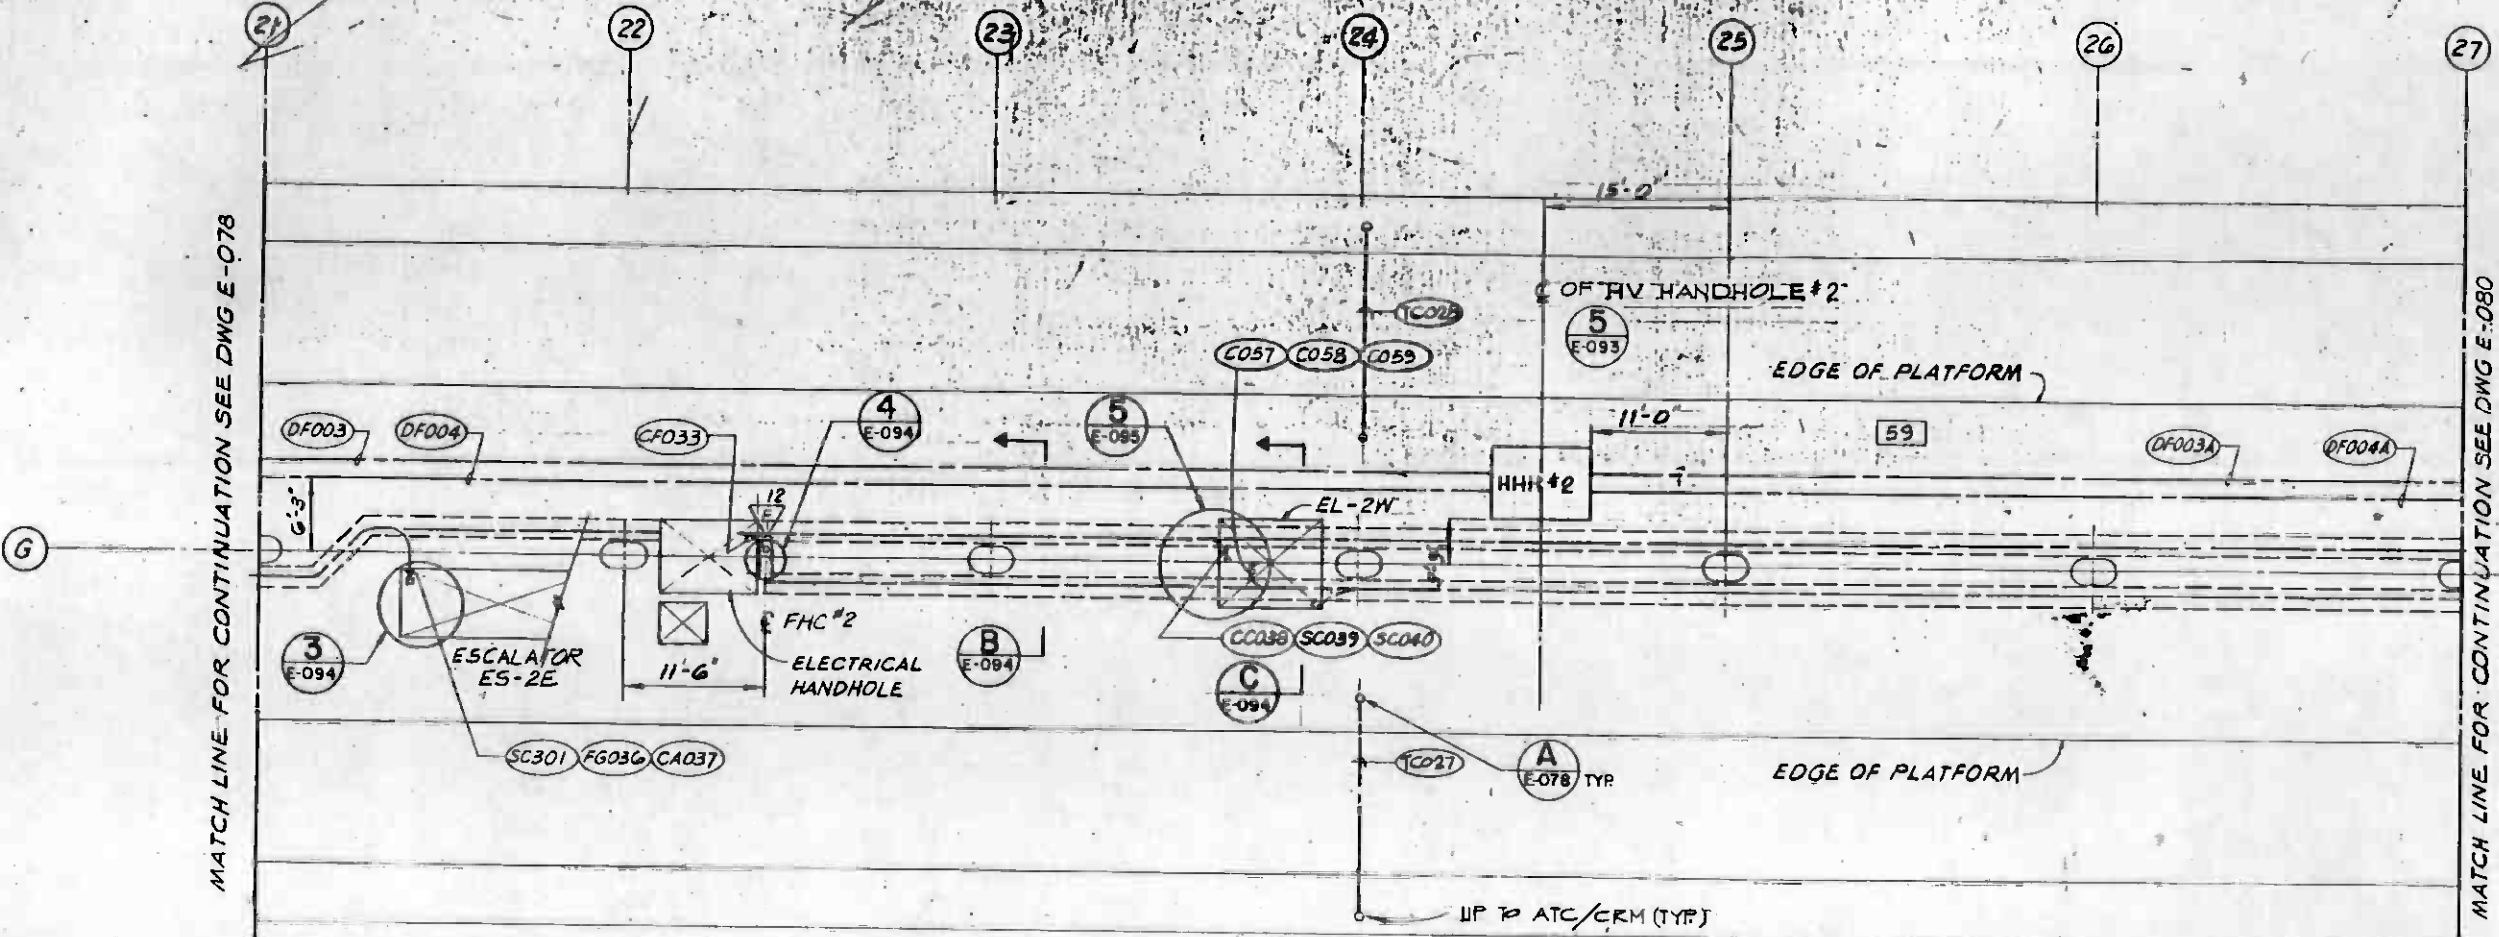 21 22 23 24 25 26 27
15'-0"
MATCH LINE FOR CONTINUATION SEE DWG E-078
℄ OF HV HANDHOLE #2
TC028
5
E-093
C057 C058 C059
EDGE OF PLATFORM
MATCH LINE FOR CONTINUATION SEE DWG E-080
DF003
DF004
CF033
4
E-094
5
E-095
11'-0"
59
DF003A
DF004A
6'-3"
12
E
HHH #2
EL-2W
G
℄ FHC #2
CC038 SC039 SC040
3
E-094
ESCALATOR
ES-2E
11'-6"
ELECTRICAL
HANDHOLE
B
E-094
C
E-094
SC301 FG036 CA037
TC027
A
E-078
TYP.
EDGE OF PLATFORM
UP TO ATC/CRM (TYP.)